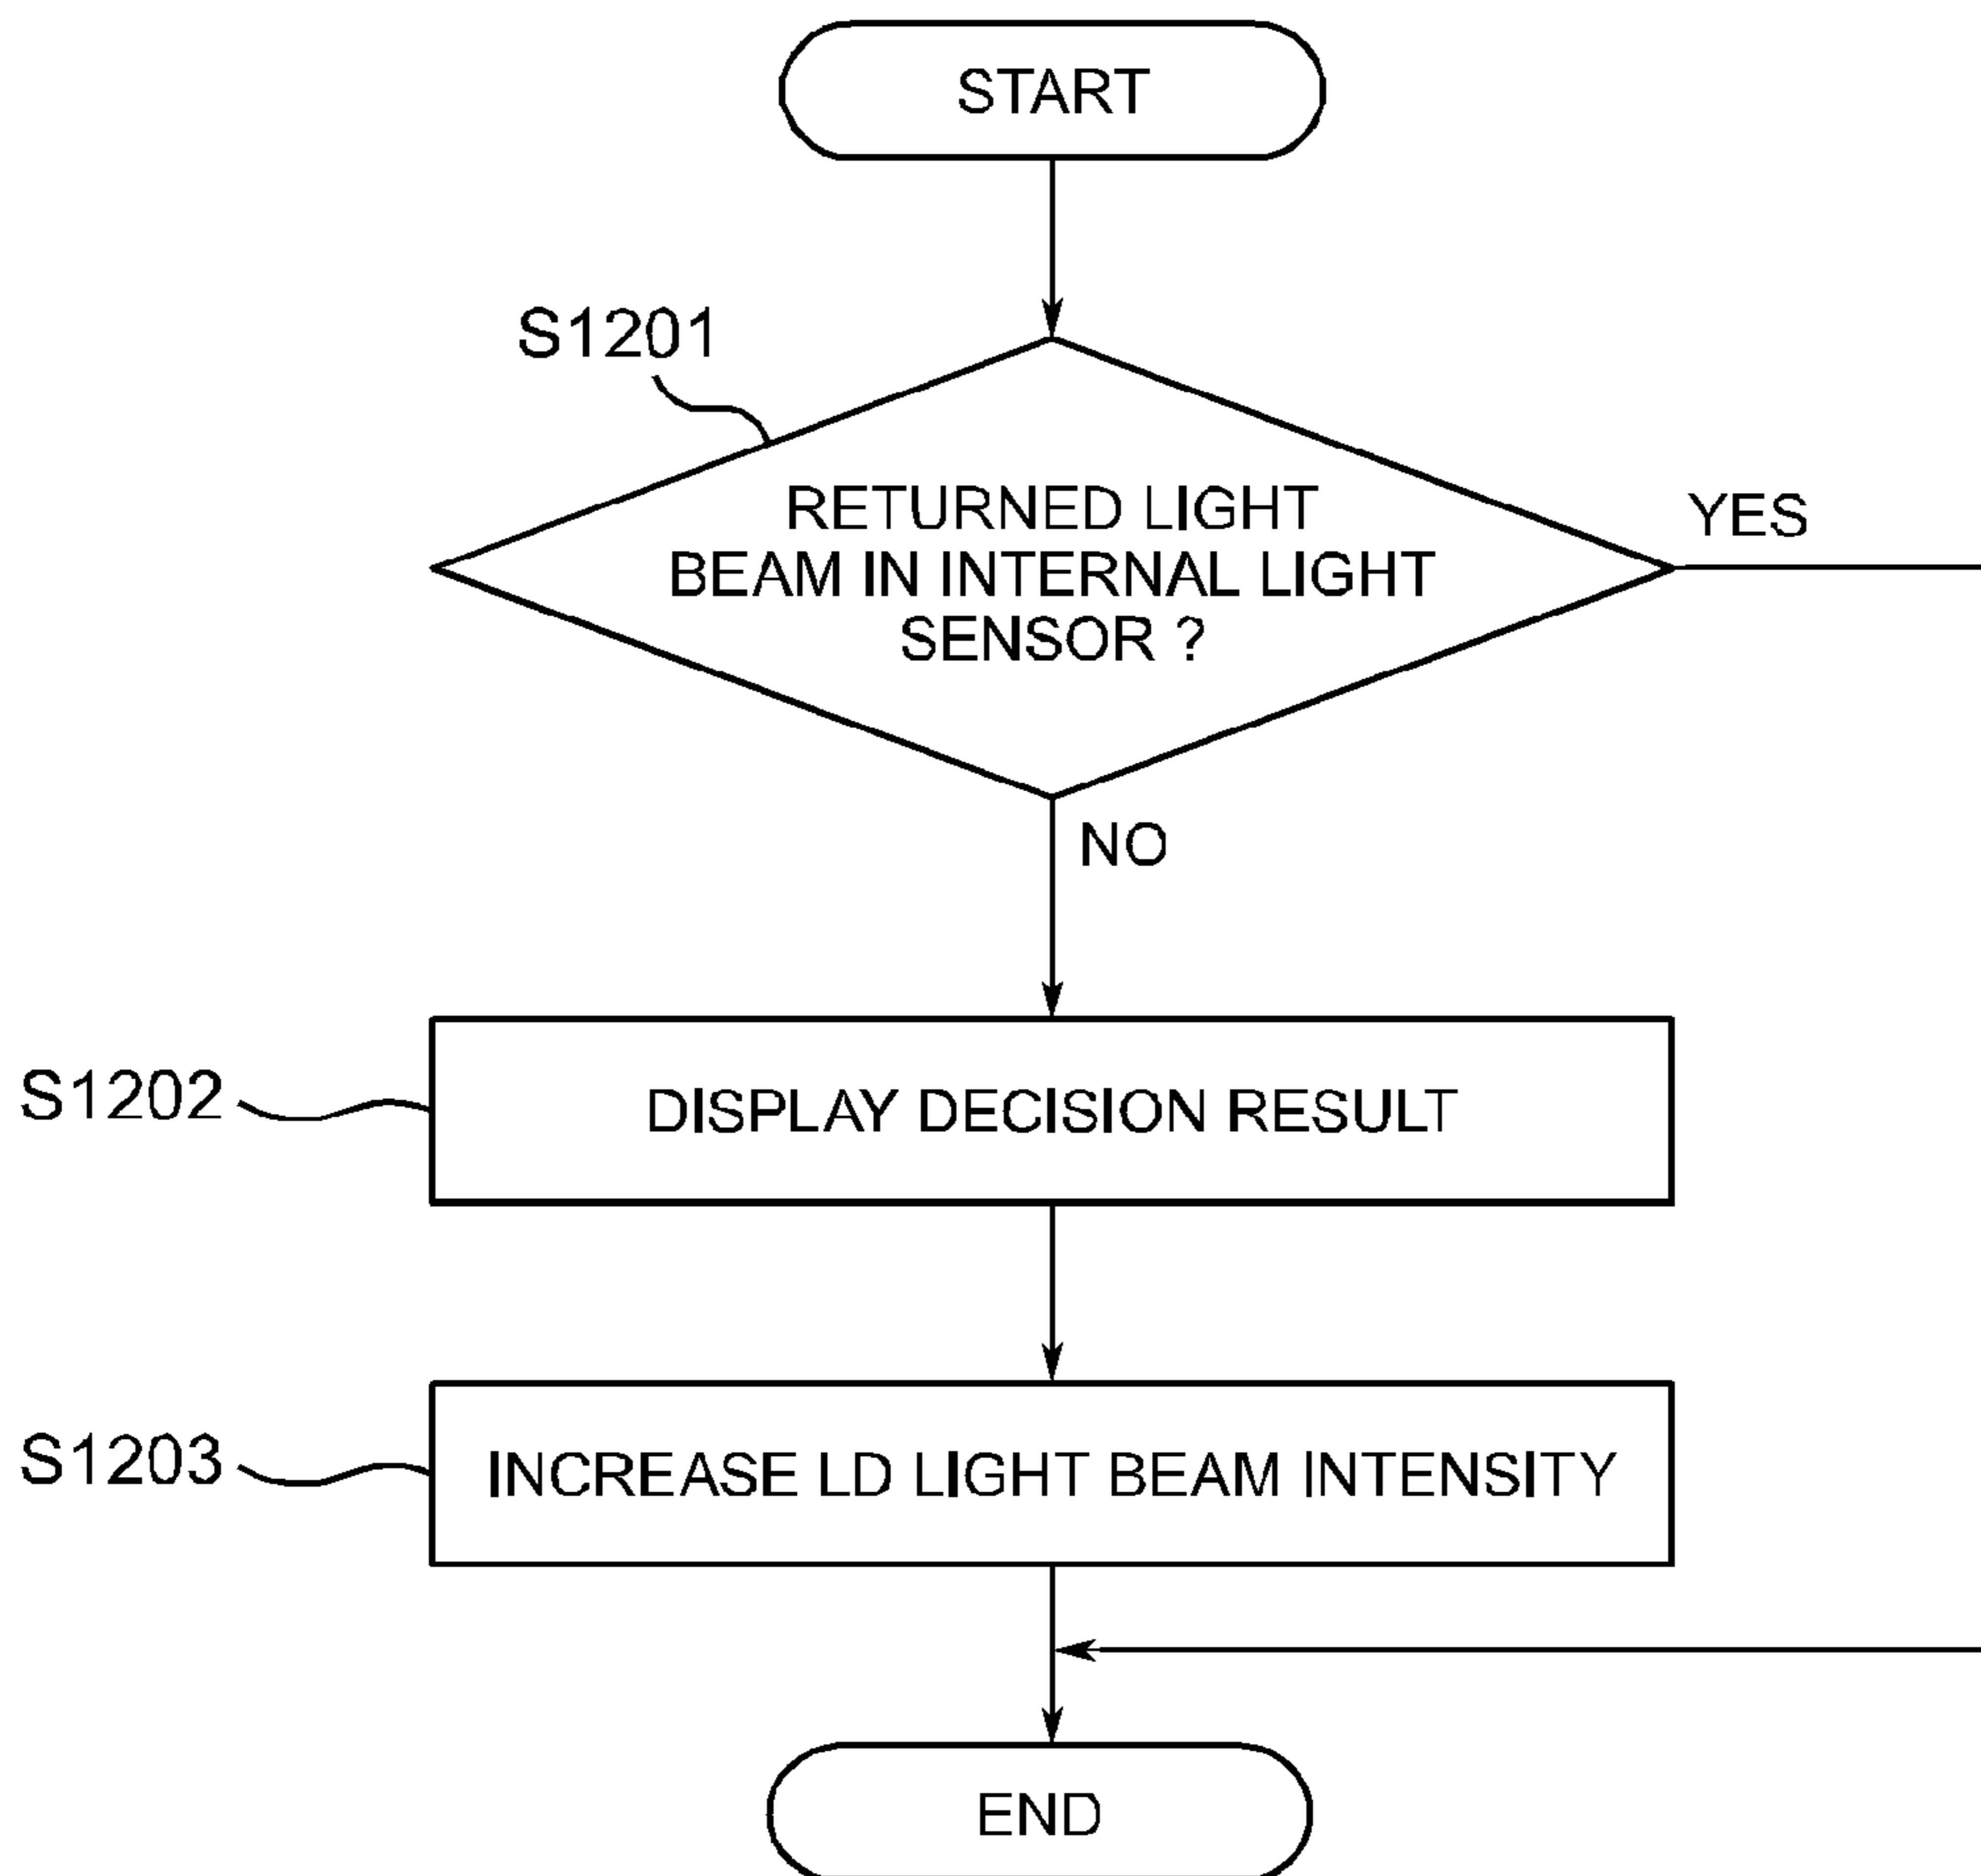 START
S1201
RETURNED LIGHT
BEAM IN INTERNAL LIGHT
SENSOR ?
YES
NO
S1202
DISPLAY DECISION RESULT
S1203
INCREASE LD LIGHT BEAM INTENSITY
END